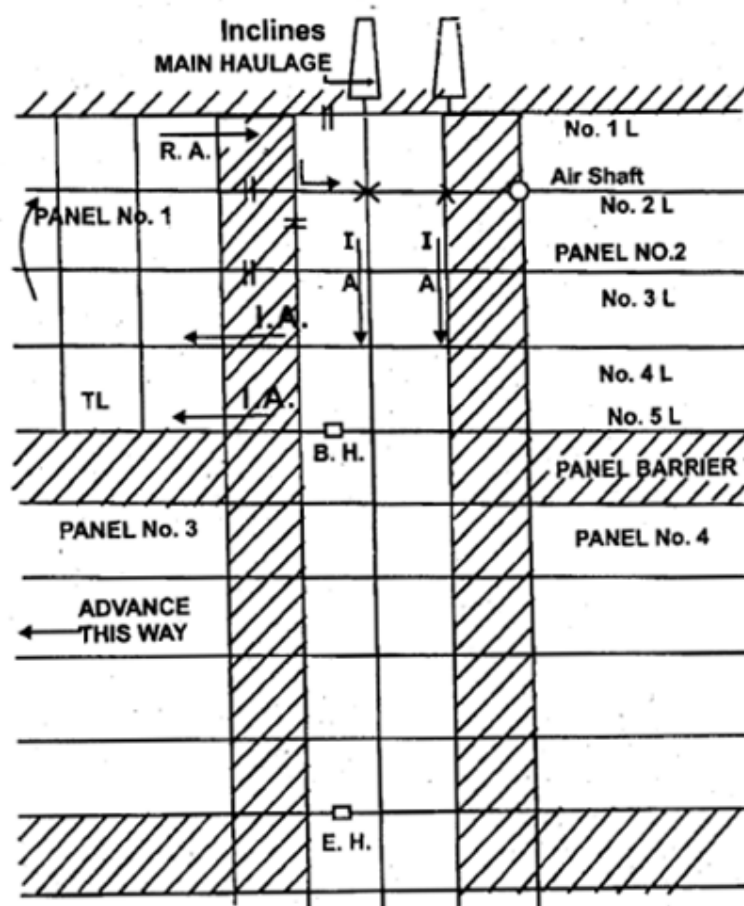 Inclines
MAIN HAULAGE
No. 1 L
R. A.
Air Shaft
No. 2 L
PANEL No. 1
I
I
PANEL NO.2
A
A
No. 3 L
I.A.
No. 4 L
TL
I.A.
No. 5 L
B. H.
PANEL BARRIER
PANEL No. 3
PANEL No. 4
ADVANCE
THIS WAY
E. H.